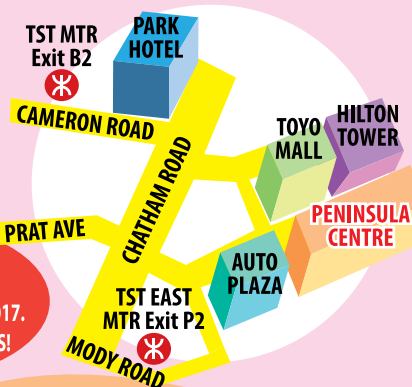 PARK
HOTEL
TST MTR
Exit B2
CAMERON ROAD
TOYO
MALL
HILTON
TOWER
CHATHAM ROAD
PENINSULA
CENTRE
PRAT AVE
AUTO
PLAZA
TST EAST
MTR Exit P2
MODY ROAD